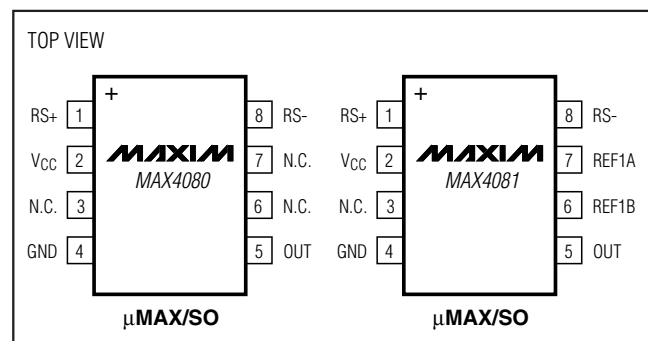 TOP VIEW
+
RS+ 1 8 RS-
VCC 2 MAXIM 7 N.C.
MAX4080
N.C. 3 6 N.C.
GND 4 5 OUT
µMAX/SO
+
RS+ 1 8 RS-
VCC 2 MAXIM 7 REF1A
MAX4081
N.C. 3 6 REF1B
GND 4 5 OUT
µMAX/SO